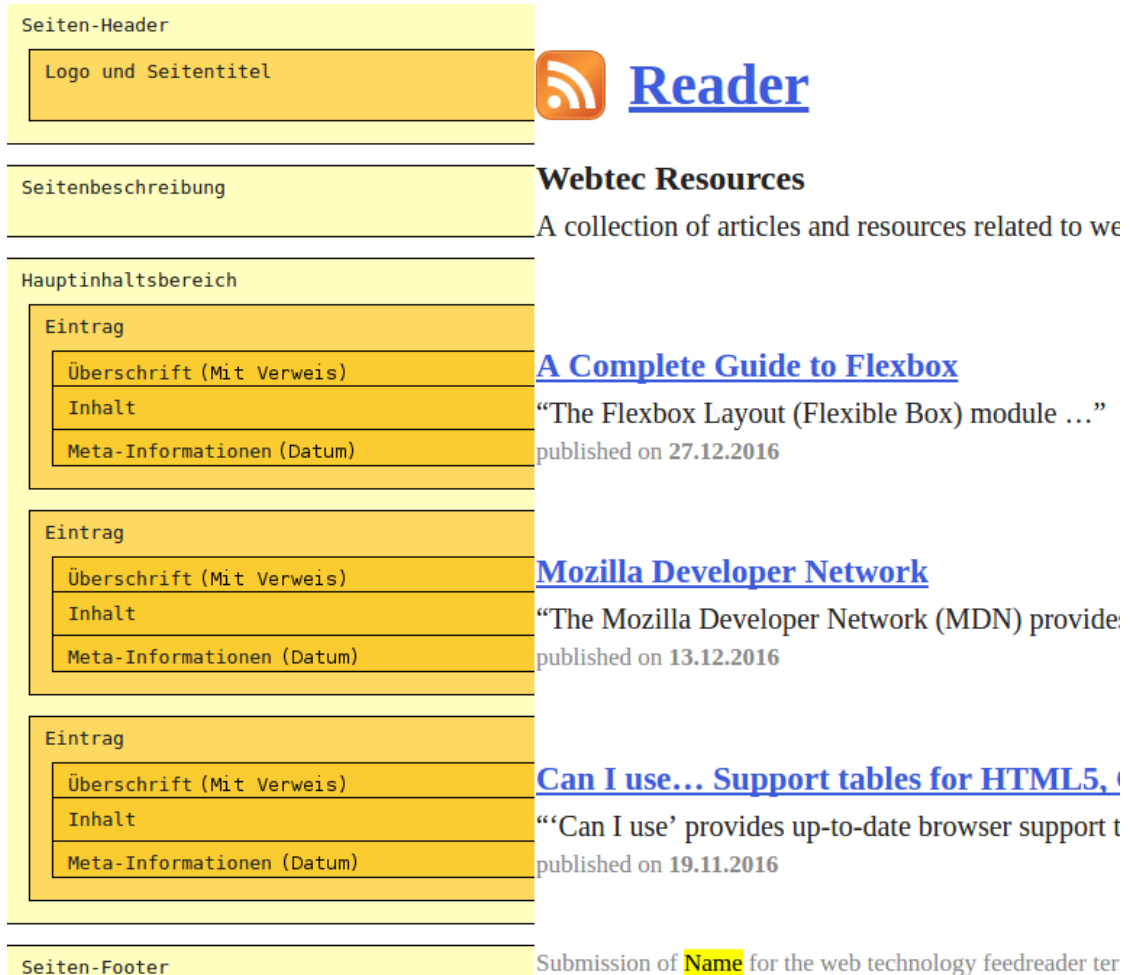 Seiten-Header
Logo und Seitentitel
Reader
Seitenbeschreibung
Webtec Resources
A collection of articles and resources related to we
Hauptinhaltsbereich
Eintrag
Überschrift (Mit Verweis)
A Complete Guide to Flexbox
Inhalt
“The Flexbox Layout (Flexible Box) module …”
Meta-Informationen (Datum)
published on 27.12.2016
Eintrag
Überschrift (Mit Verweis)
Mozilla Developer Network
Inhalt
“The Mozilla Developer Network (MDN) provides
Meta-Informationen (Datum)
published on 13.12.2016
Eintrag
Überschrift (Mit Verweis)
Can I use… Support tables for HTML5,
Inhalt
“‘Can I use’ provides up-to-date browser support t
Meta-Informationen (Datum)
published on 19.11.2016
Seiten-Footer
Submission of Name for the web technology feedreader ter